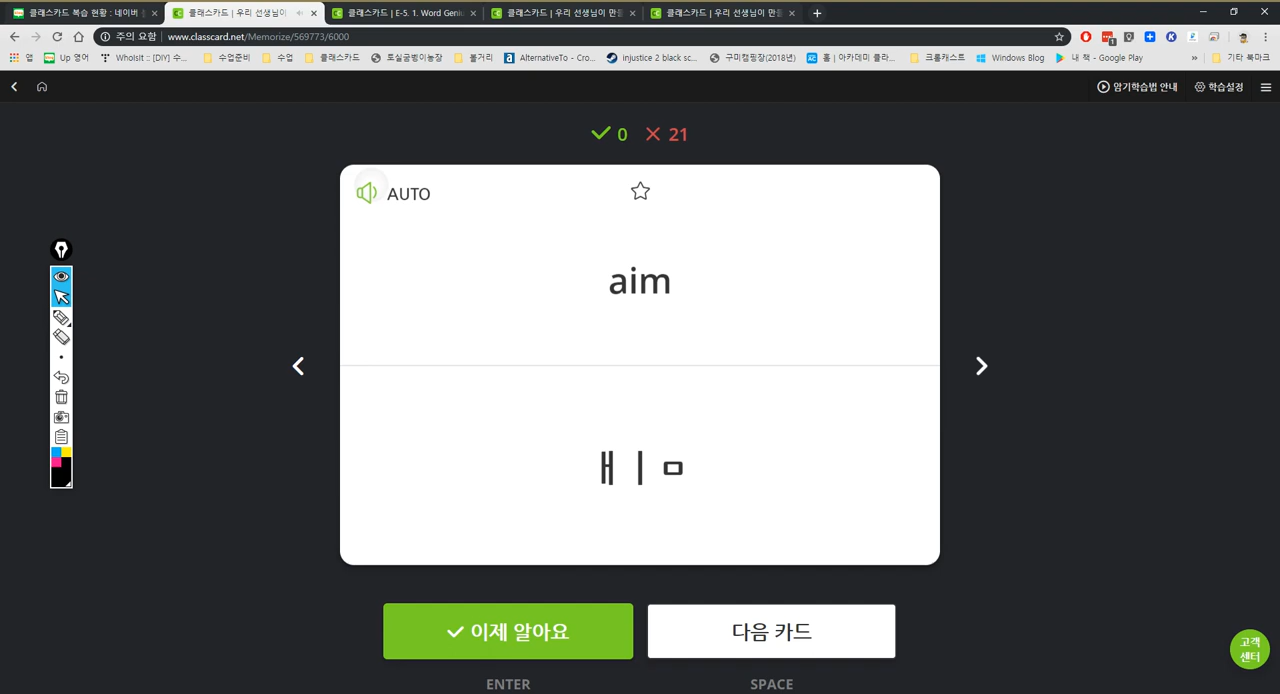 클래스카드 복습 현황 : 네이버
클래스카드 | 우리 선생님이
클래스카드 | E-5. 1. Word Geni
클래스카드 | 우리 선생님이 만든
클래스카드 | 우리 선생님이 만든
주의 요함 | www.classcard.net/Memorize/569773/6000
앱 Up 영어 WhoIsIt :: [DIY] 수... 수업준비 수업 클래스카드 토실굼벵이농장 볼거리 AlternativeTo - Cro... injustice 2 black sc... 구미캠핑장(2018년) 홈 | 아카데미 클라... 크롬캐스트 Windows Blog 내 책 - Google Play » 기타 북마크
암기학습법 안내 학습설정
0 21
AUTO
aim
ㅐ ㅣ ㅁ
이제 알아요 다음 카드
ENTER SPACE
고객
센터